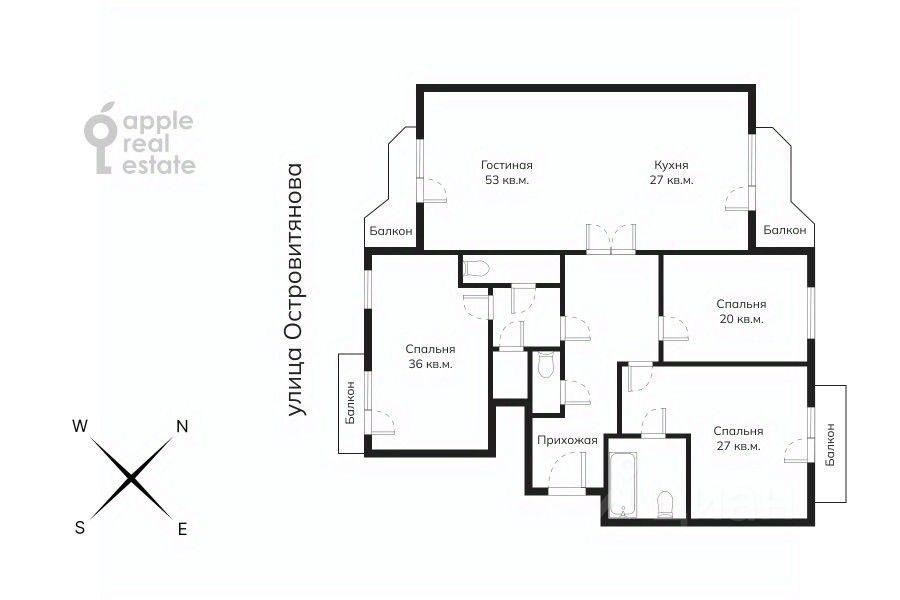 apple
real
estate
улица Островитянова
Гостиная
53 кв.м.
Кухня
27 кв.м.
Балкон
Балкон
Спальня
20 кв.м.
Спальня
36 кв.м.
Балкон
Прихожая
Спальня
27 кв.м.
Балкон
W
N
S
E
циан